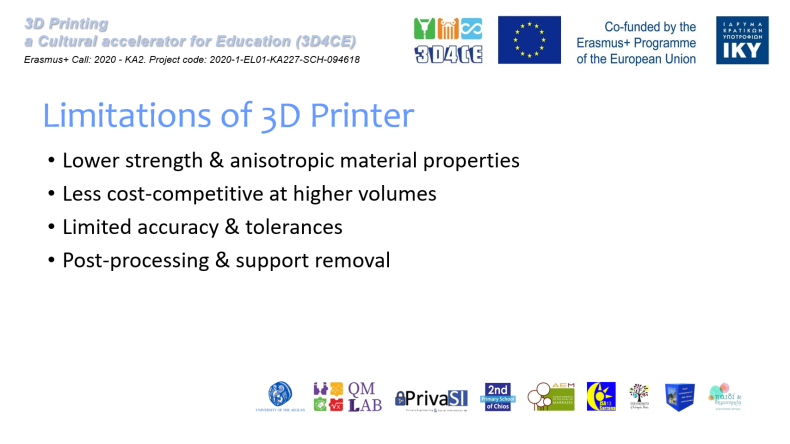 3D Printing
a Cultural accelerator for Education (3D4CE)
Erasmus+ Call: 2020 - KA2. Project code: 2020-1-EL01-KA227-SCH-094618
3D4CE
Co-funded by the
Erasmus+ Programme
of the European Union
ΙΔΡΥΜΑ
ΚΡΑΤΙΚΩΝ
ΥΠΟΤΡΟΦΙΩΝ
IKY
Limitations of 3D Printer
• Lower strength & anisotropic material properties
• Less cost-competitive at higher volumes
• Limited accuracy & tolerances
• Post-processing & support removal
UNIVERSITY OF THE AEGEAN
QM
LAB
PrivaSI
2nd
Primary School
of Chios